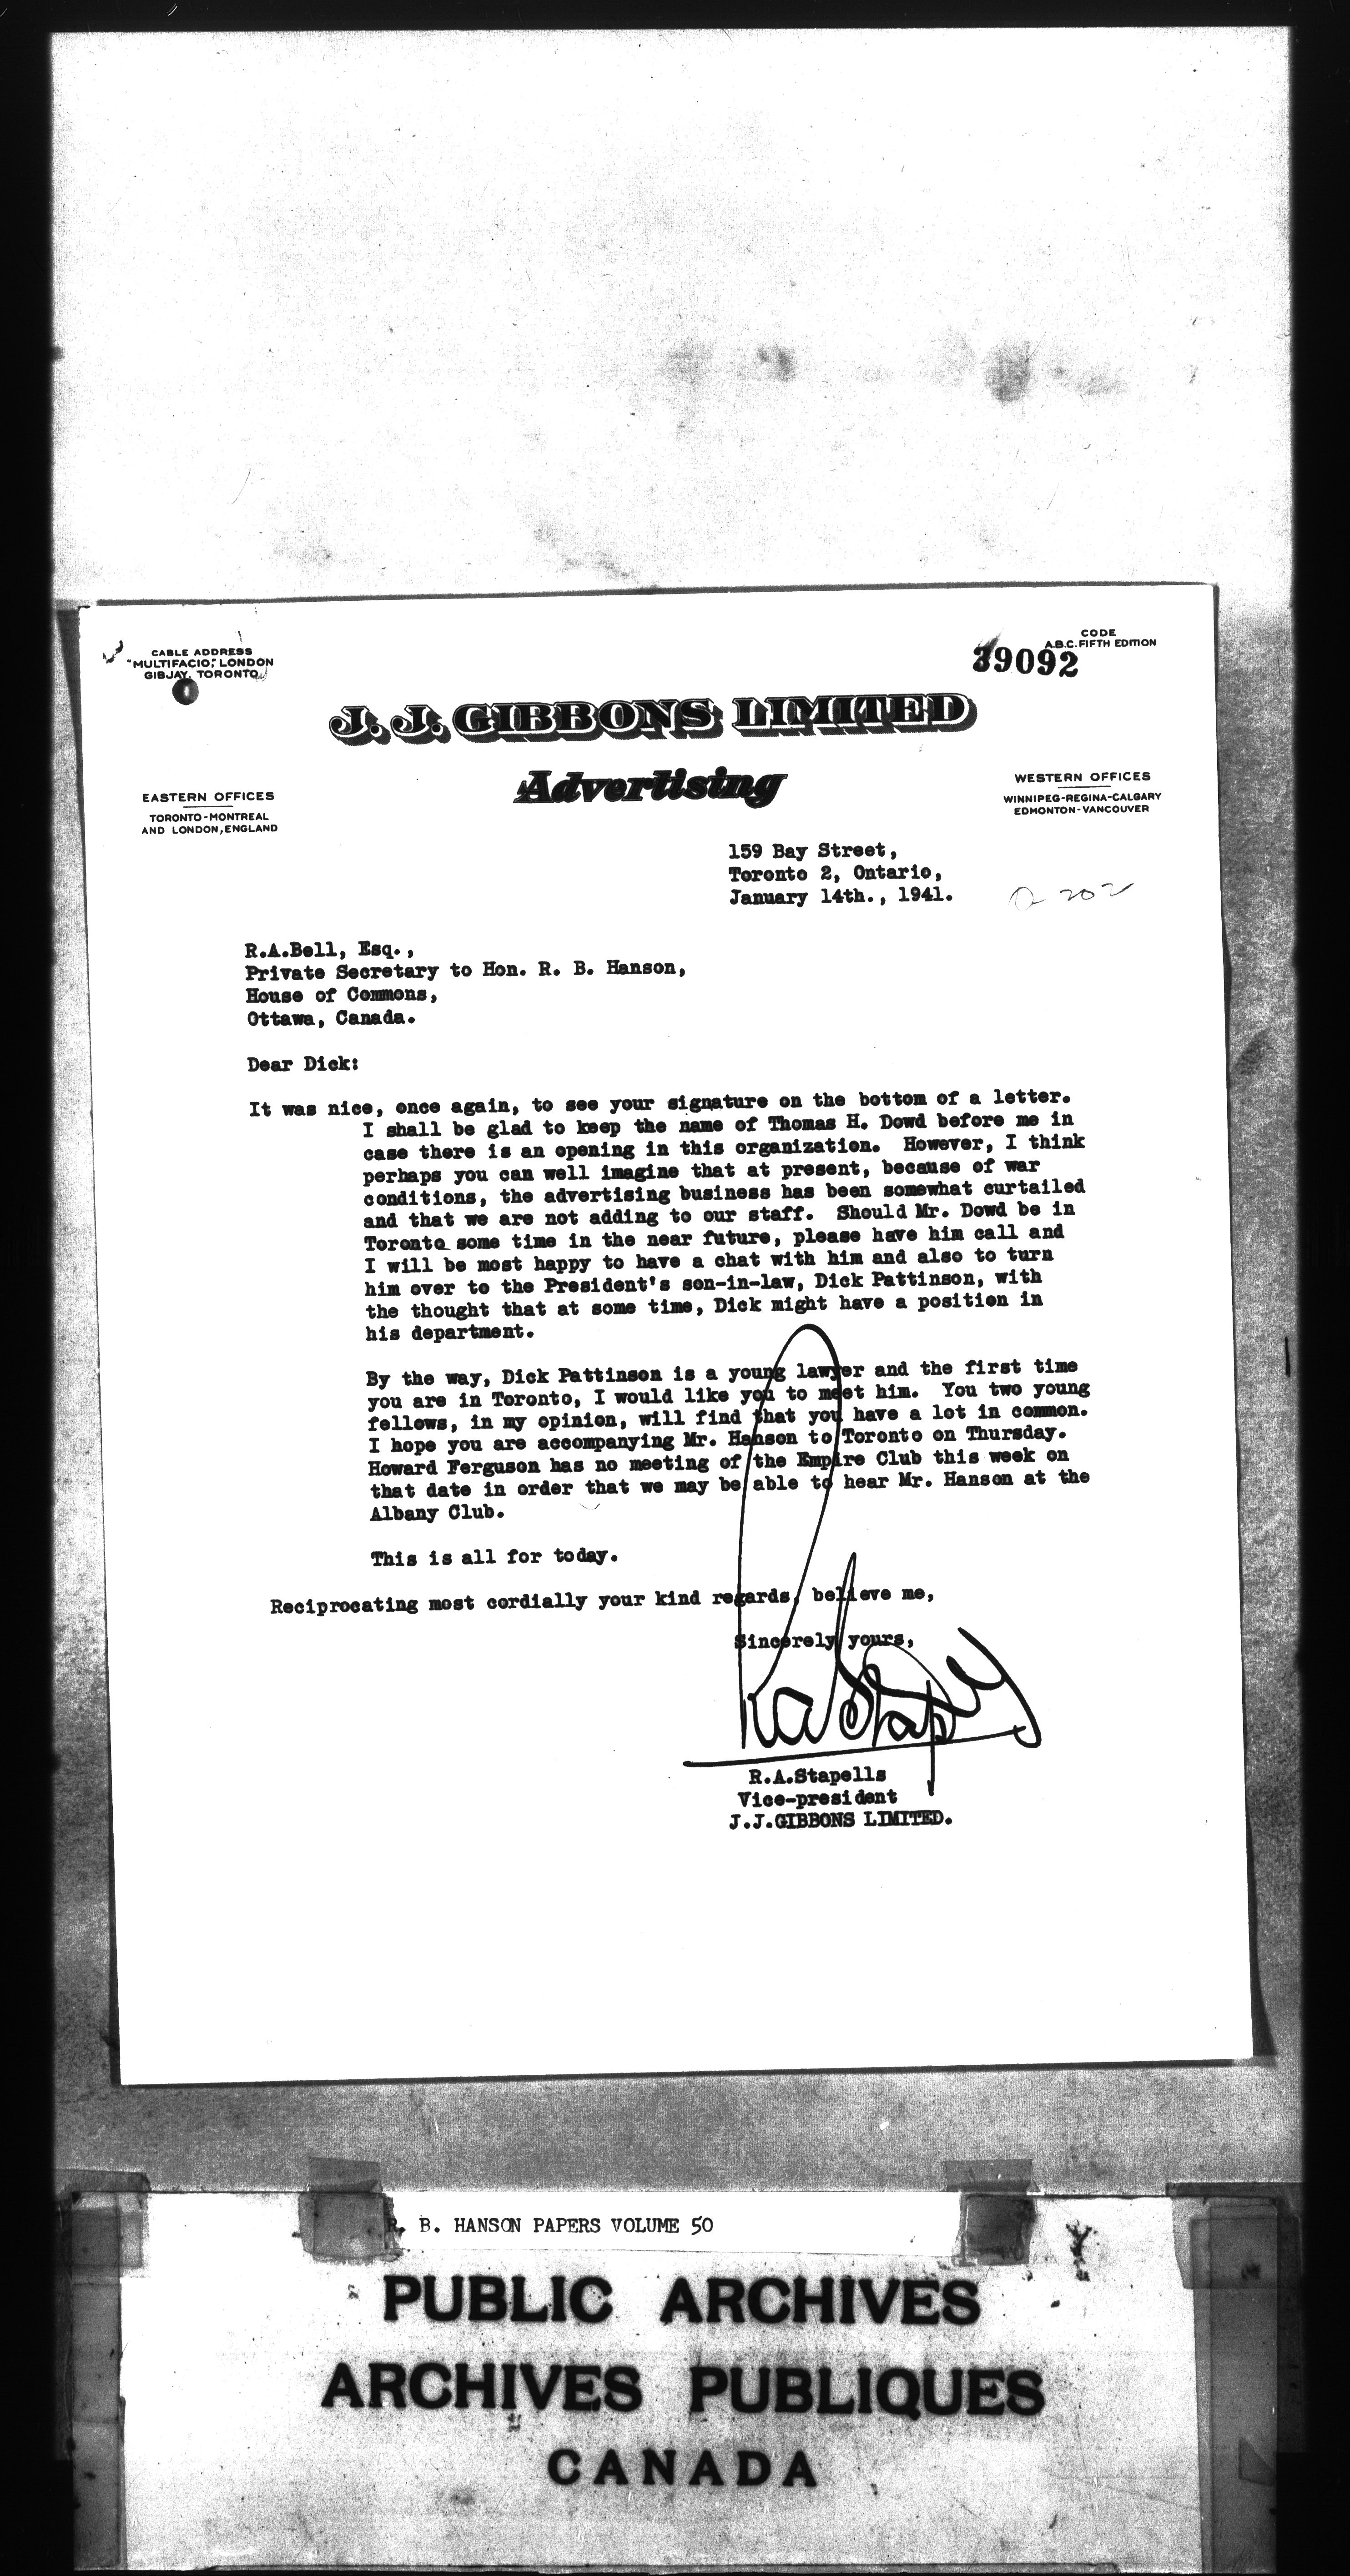 CABLE ADDRESS
"MULTIFACIO," LONDON
GIBJAY, TORONTO
CODE
A.B.C. FIFTH EDITION
39092
J. J. GIBBONS LIMITED
Advertising
EASTERN OFFICES
TORONTO-MONTREAL
AND LONDON, ENGLAND
WESTERN OFFICES
WINNIPEG-REGINA-CALGARY
EDMONTON-VANCOUVER
159 Bay Street,
Toronto 2, Ontario,
January 14th., 1941.
202
R.A.Bell, Esq.,
Private Secretary to Hon. R. B. Hanson,
House of Commons,
Ottawa, Canada.
Dear Dick:
It was nice, once again, to see your signature on the bottom of a letter.
I shall be glad to keep the name of Thomas H. Dowd before me in
case there is an opening in this organization. However, I think
perhaps you can well imagine that at present, because of war
conditions, the advertising business has been somewhat curtailed
and that we are not adding to our staff. Should Mr. Dowd be in
Toronto some time in the near future, please have him call and
I will be most happy to have a chat with him and also to turn
him over to the President's son-in-law, Dick Pattinson, with
the thought that at some time, Dick might have a position in
his department.
By the way, Dick Pattinson is a young lawyer and the first time
you are in Toronto, I would like you to meet him. You two young
fellows, in my opinion, will find that you have a lot in common.
I hope you are accompanying Mr. Hanson to Toronto on Thursday.
Howard Ferguson has no meeting of the Empire Club this week on
that date in order that we may be able to hear Mr. Hanson at the
Albany Club.
This is all for today.
Reciprocating most cordially your kind regards, believe me,
Sincerely yours,
R.A.Stapells
Vice-president
J.J.GIBBONS LIMITED.
R. B. HANSON PAPERS VOLUME 50
PUBLIC ARCHIVES
ARCHIVES PUBLIQUES
CANADA